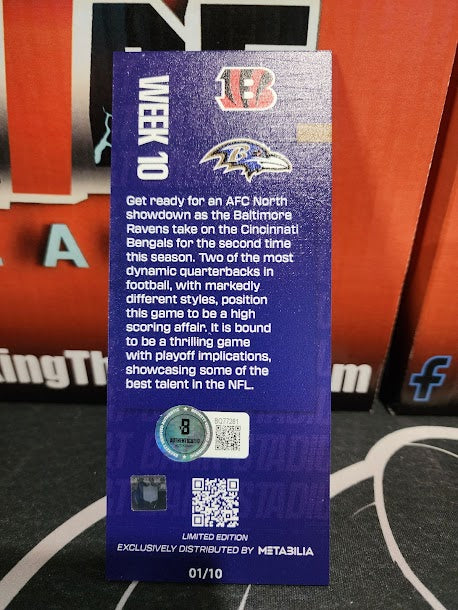 WEEK 10
Get ready for an AFC North
showdown as the Baltimore
Ravens take on the Cincinnati
Bengals for the second time
this season. Two of the most
dynamic quarterbacks in
football, with markedly
different styles, position
this game to be a high
scoring affair. It is bound
to be a thrilling game
with playoff implications,
showcasing some of the
best talent in the NFL.
BQ77281
AUTHENTICATED
LIMITED EDITION
EXCLUSIVELY DISTRIBUTED BY METABILIA
01/10
A
kingTh
m
f